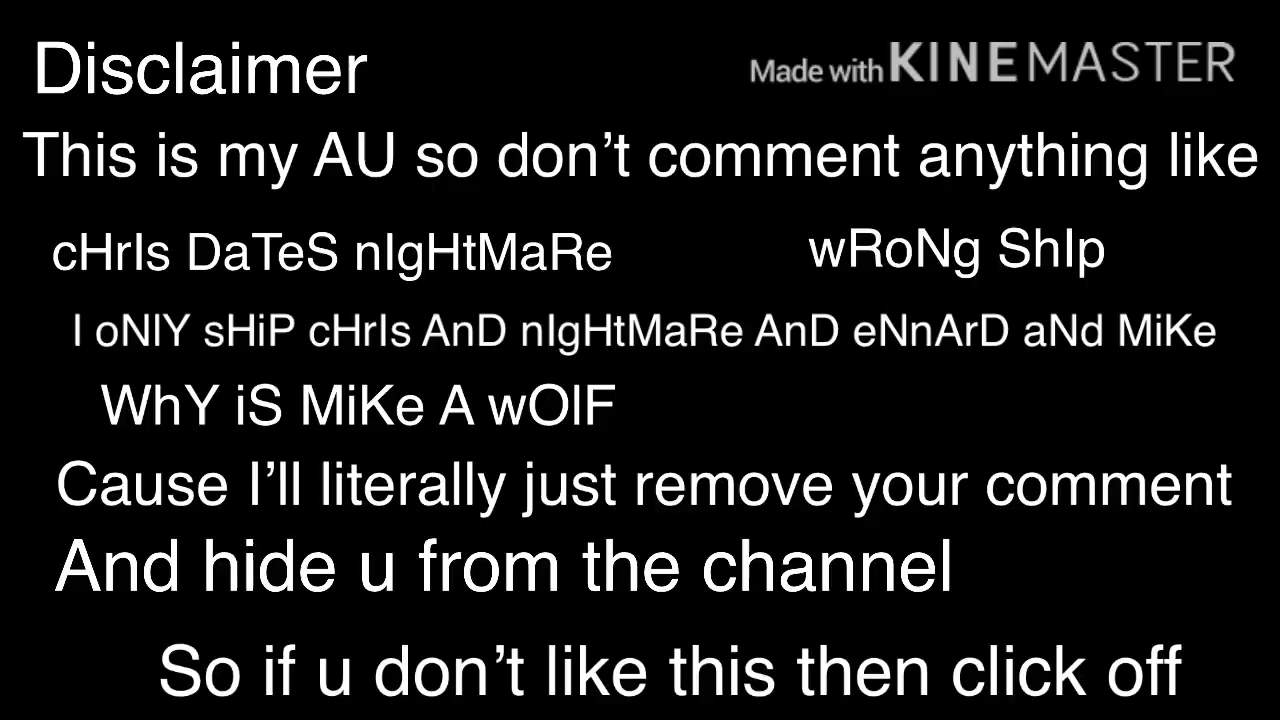 Disclaimer
Made with KINEMASTER
This is my AU so don’t comment anything like
cHrIs DaTeS nIgHtMaRe
wRoNg ShIp
I oNlY sHiP cHrIs AnD nIgHtMaRe AnD eNnArD aNd MiKe
WhY iS MiKe A wOlF
Cause I’ll literally just remove your comment
And hide u from the channel
So if u don’t like this then click off